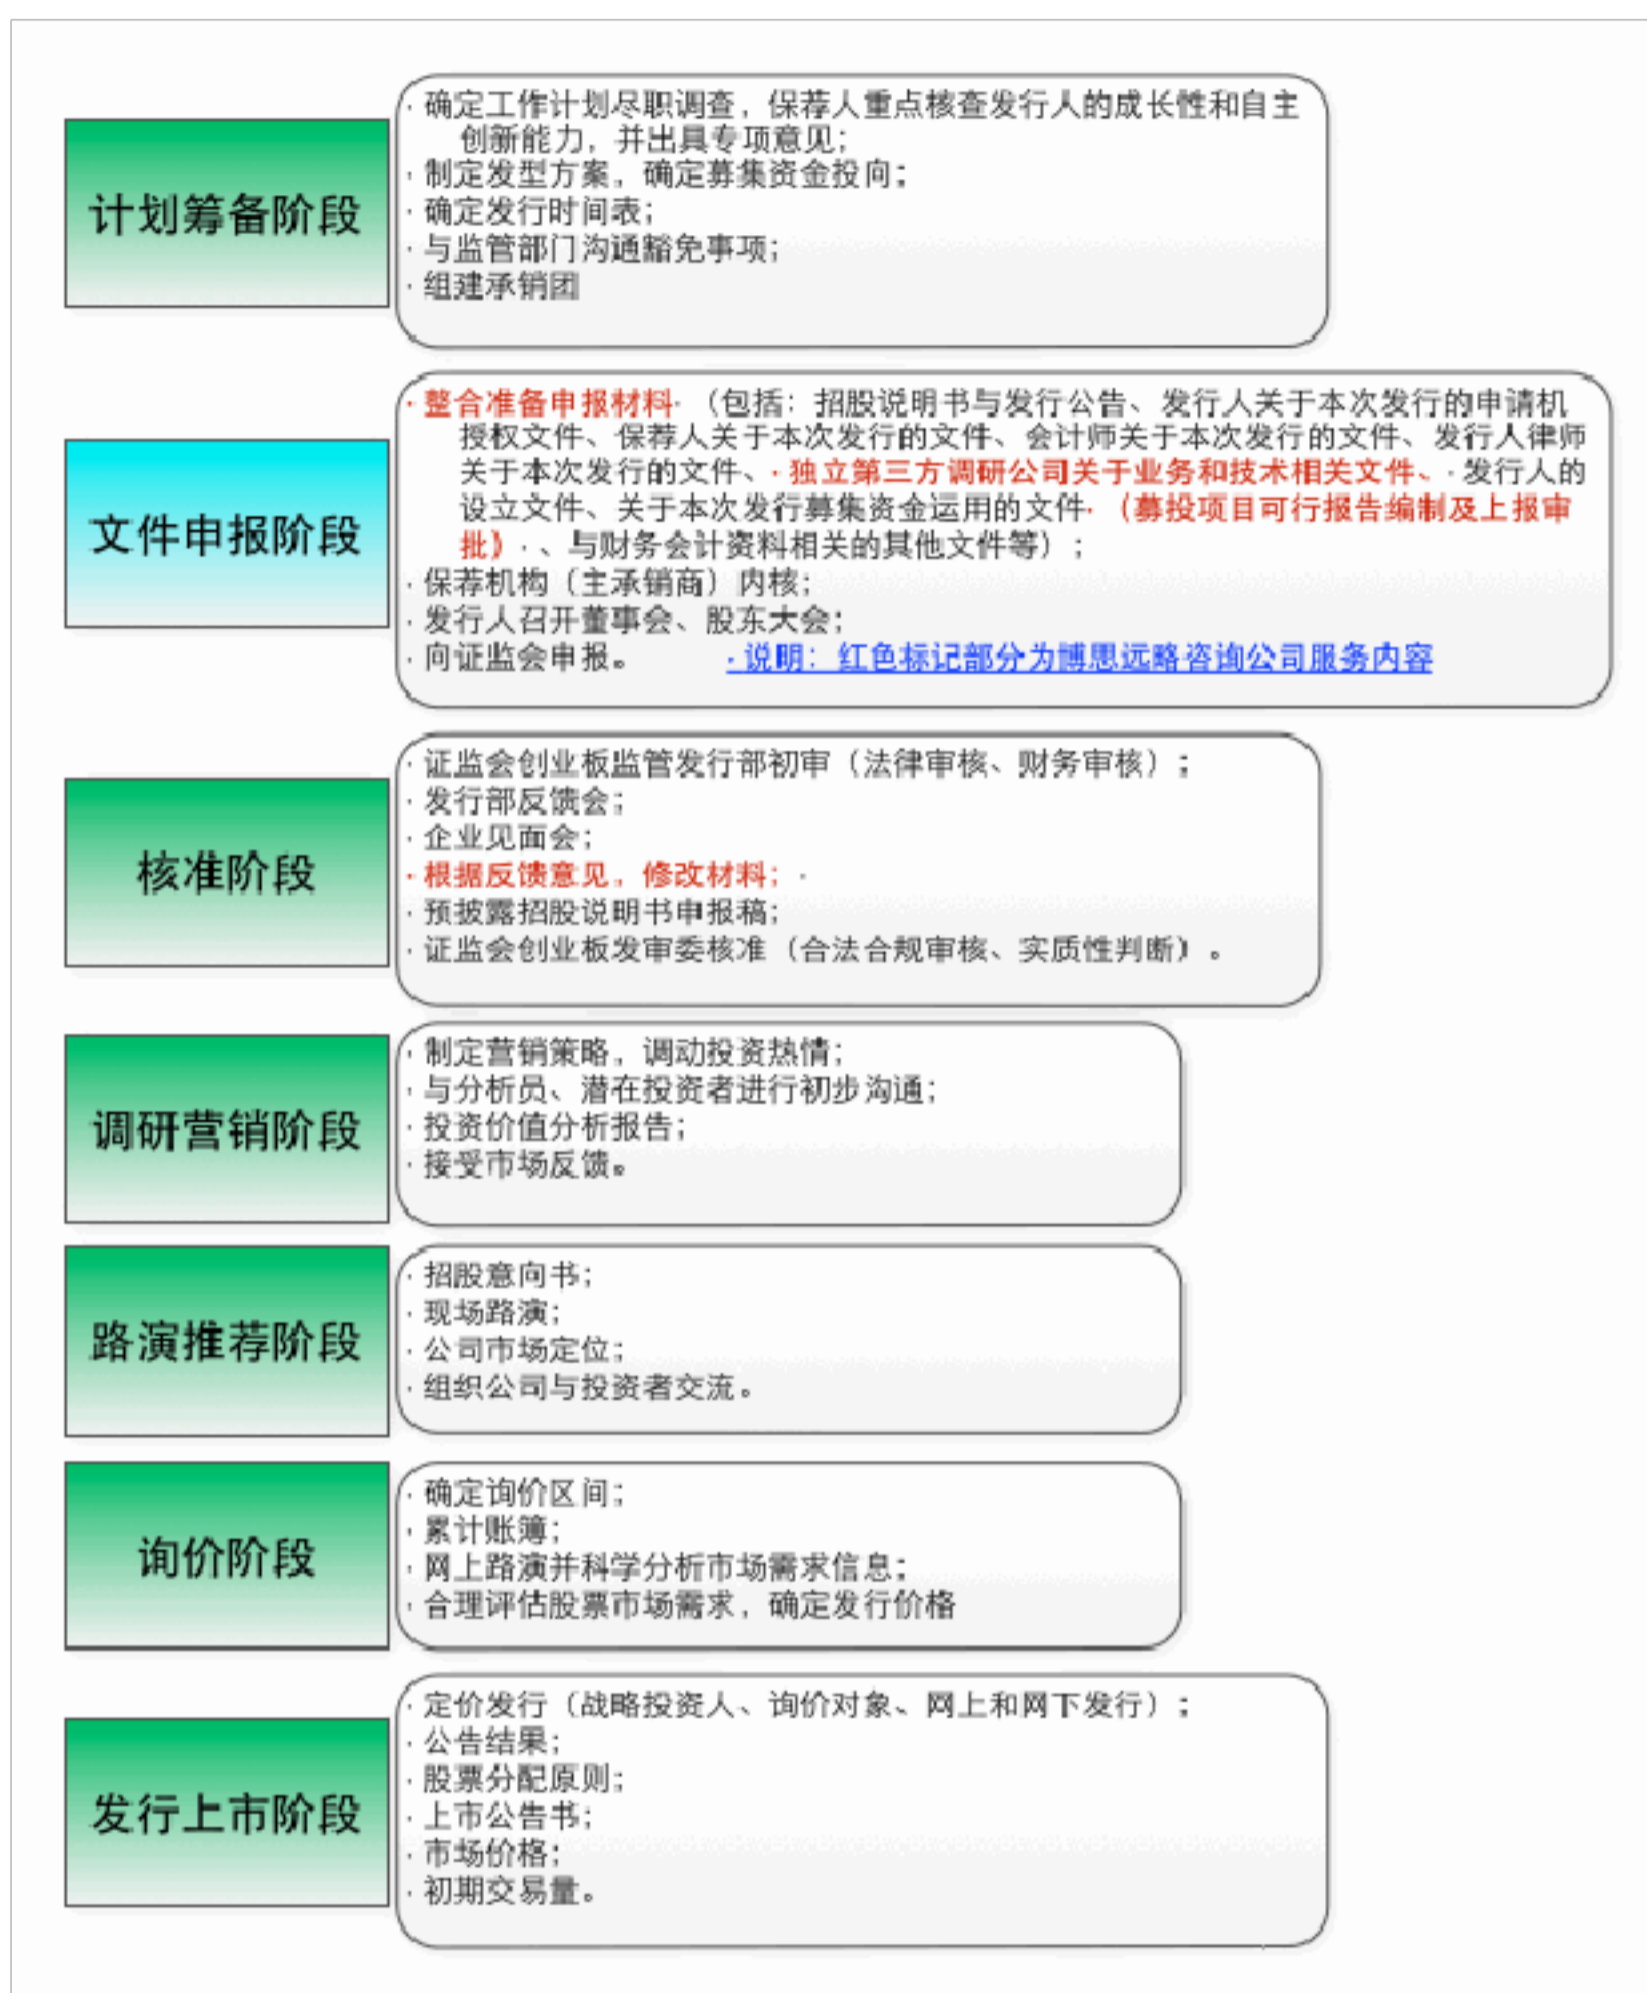 计划筹备阶段
· 确定工作计划尽职调查，保荐人重点核查发行人的成长性和自主
创新能力，并出具专项意见；
· 制定发型方案，确定募集资金投向；
· 确定发行时间表；
· 与监管部门沟通豁免事项；
· 组建承销团
文件申报阶段
· 整合准备申报材料·（包括：招股说明书与发行公告、发行人关于本次发行的申请机
授权文件、保荐人关于本次发行的文件、会计师关于本次发行的文件、发行人律师
关于本次发行的文件、·独立第三方调研公司关于业务和技术相关文件、·发行人的
设立文件、关于本次发行募集资金运用的文件·（募投项目可行报告编制及上报审
批）·、与财务会计资料相关的其他文件等）；
· 保荐机构（主承销商）内核；
· 发行人召开董事会、股东大会；
· 向证监会申报。 ·说明：红色标记部分为博思远略咨询公司服务内容
核准阶段
· 证监会创业板监管发行部初审（法律审核、财务审核）；
· 发行部反馈会；
· 企业见面会；
· 根据反馈意见，修改材料；·
· 预披露招股说明书申报稿；
· 证监会创业板发审委核准（合法合规审核、实质性判断）。
调研营销阶段
· 制定营销策略，调动投资热情；
· 与分析员、潜在投资者进行初步沟通；
· 投资价值分析报告；
· 接受市场反馈。
路演推荐阶段
· 招股意向书；
· 现场路演；
· 公司市场定位；
· 组织公司与投资者交流。
询价阶段
· 确定询价区间；
· 累计账簿；
· 网上路演并科学分析市场需求信息；
· 合理评估股票市场需求，确定发行价格
发行上市阶段
· 定价发行（战略投资人、询价对象、网上和网下发行）；
· 公告结果；
· 股票分配原则；
· 上市公告书；
· 市场价格；
· 初期交易量。